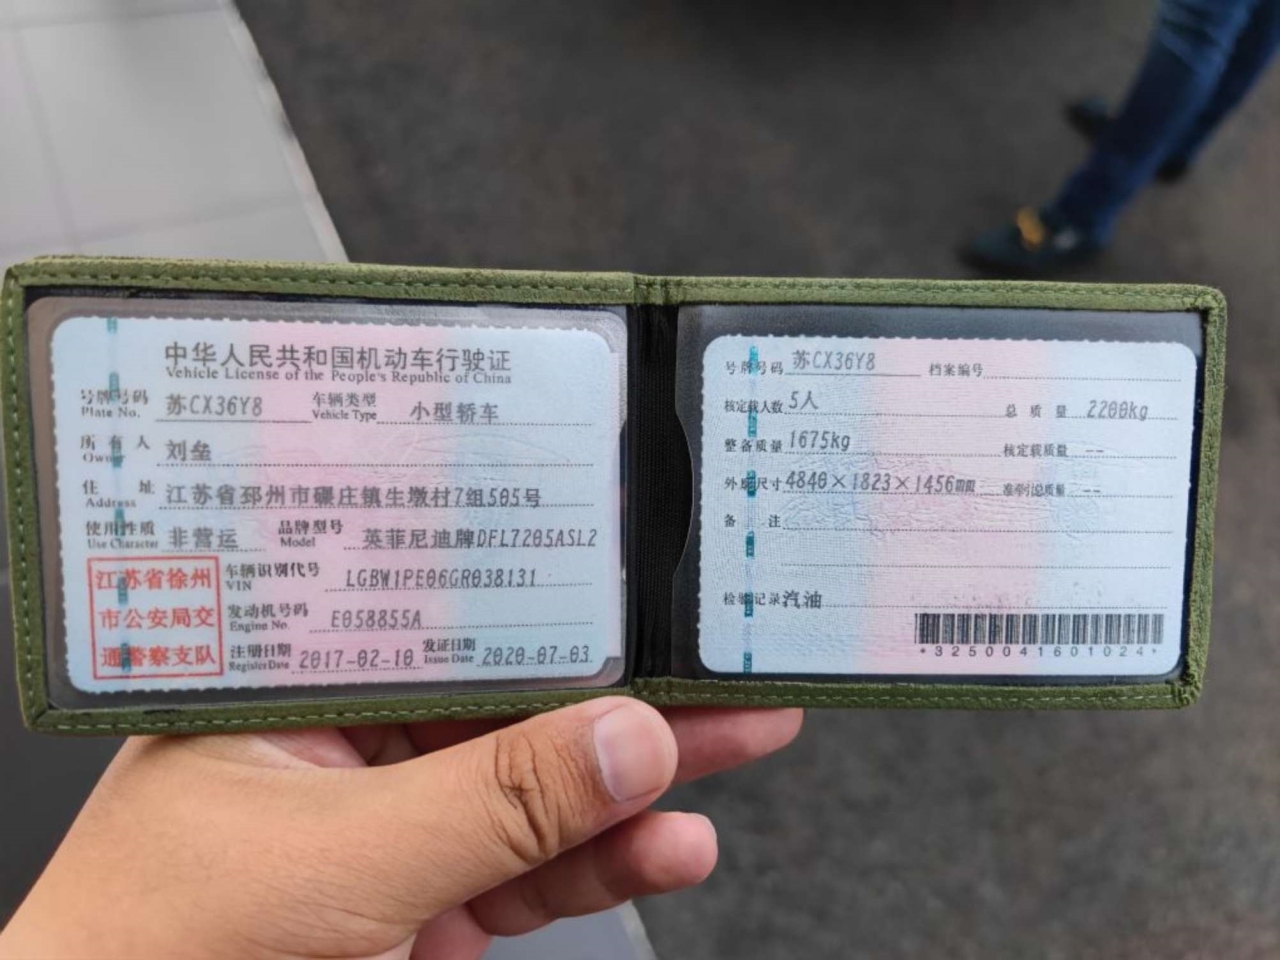 中华人民共和国机动车行驶证
Vehicle License of the People's Republic of China
号牌号码 苏CX36Y8 车辆类型 小型轿车
Plate No. Vehicle Type
所有人 刘垒
Owner
住址 江苏省邳州市碾庄镇生墩村7组505号
Address
使用性质 非营运 品牌型号 英菲尼迪牌DFL7205ASL2
Use Character Model
江苏省徐州
市公安局交
通警察支队
车辆识别代号 LGBW1PE06GR038131
VIN
发动机号码 E058855A
Engine No.
注册日期 2017-02-10 发证日期 2020-07-03
Register Date Issue Date
号牌号码 苏CX36Y8 档案编号
核定载人数 5人 总质量 2200kg
整备质量 1675kg 核定载质量 --
外廓尺寸 4840×1823×1456mm 准牵引总质量 --
备注
检验记录 汽油
*3250041601024*